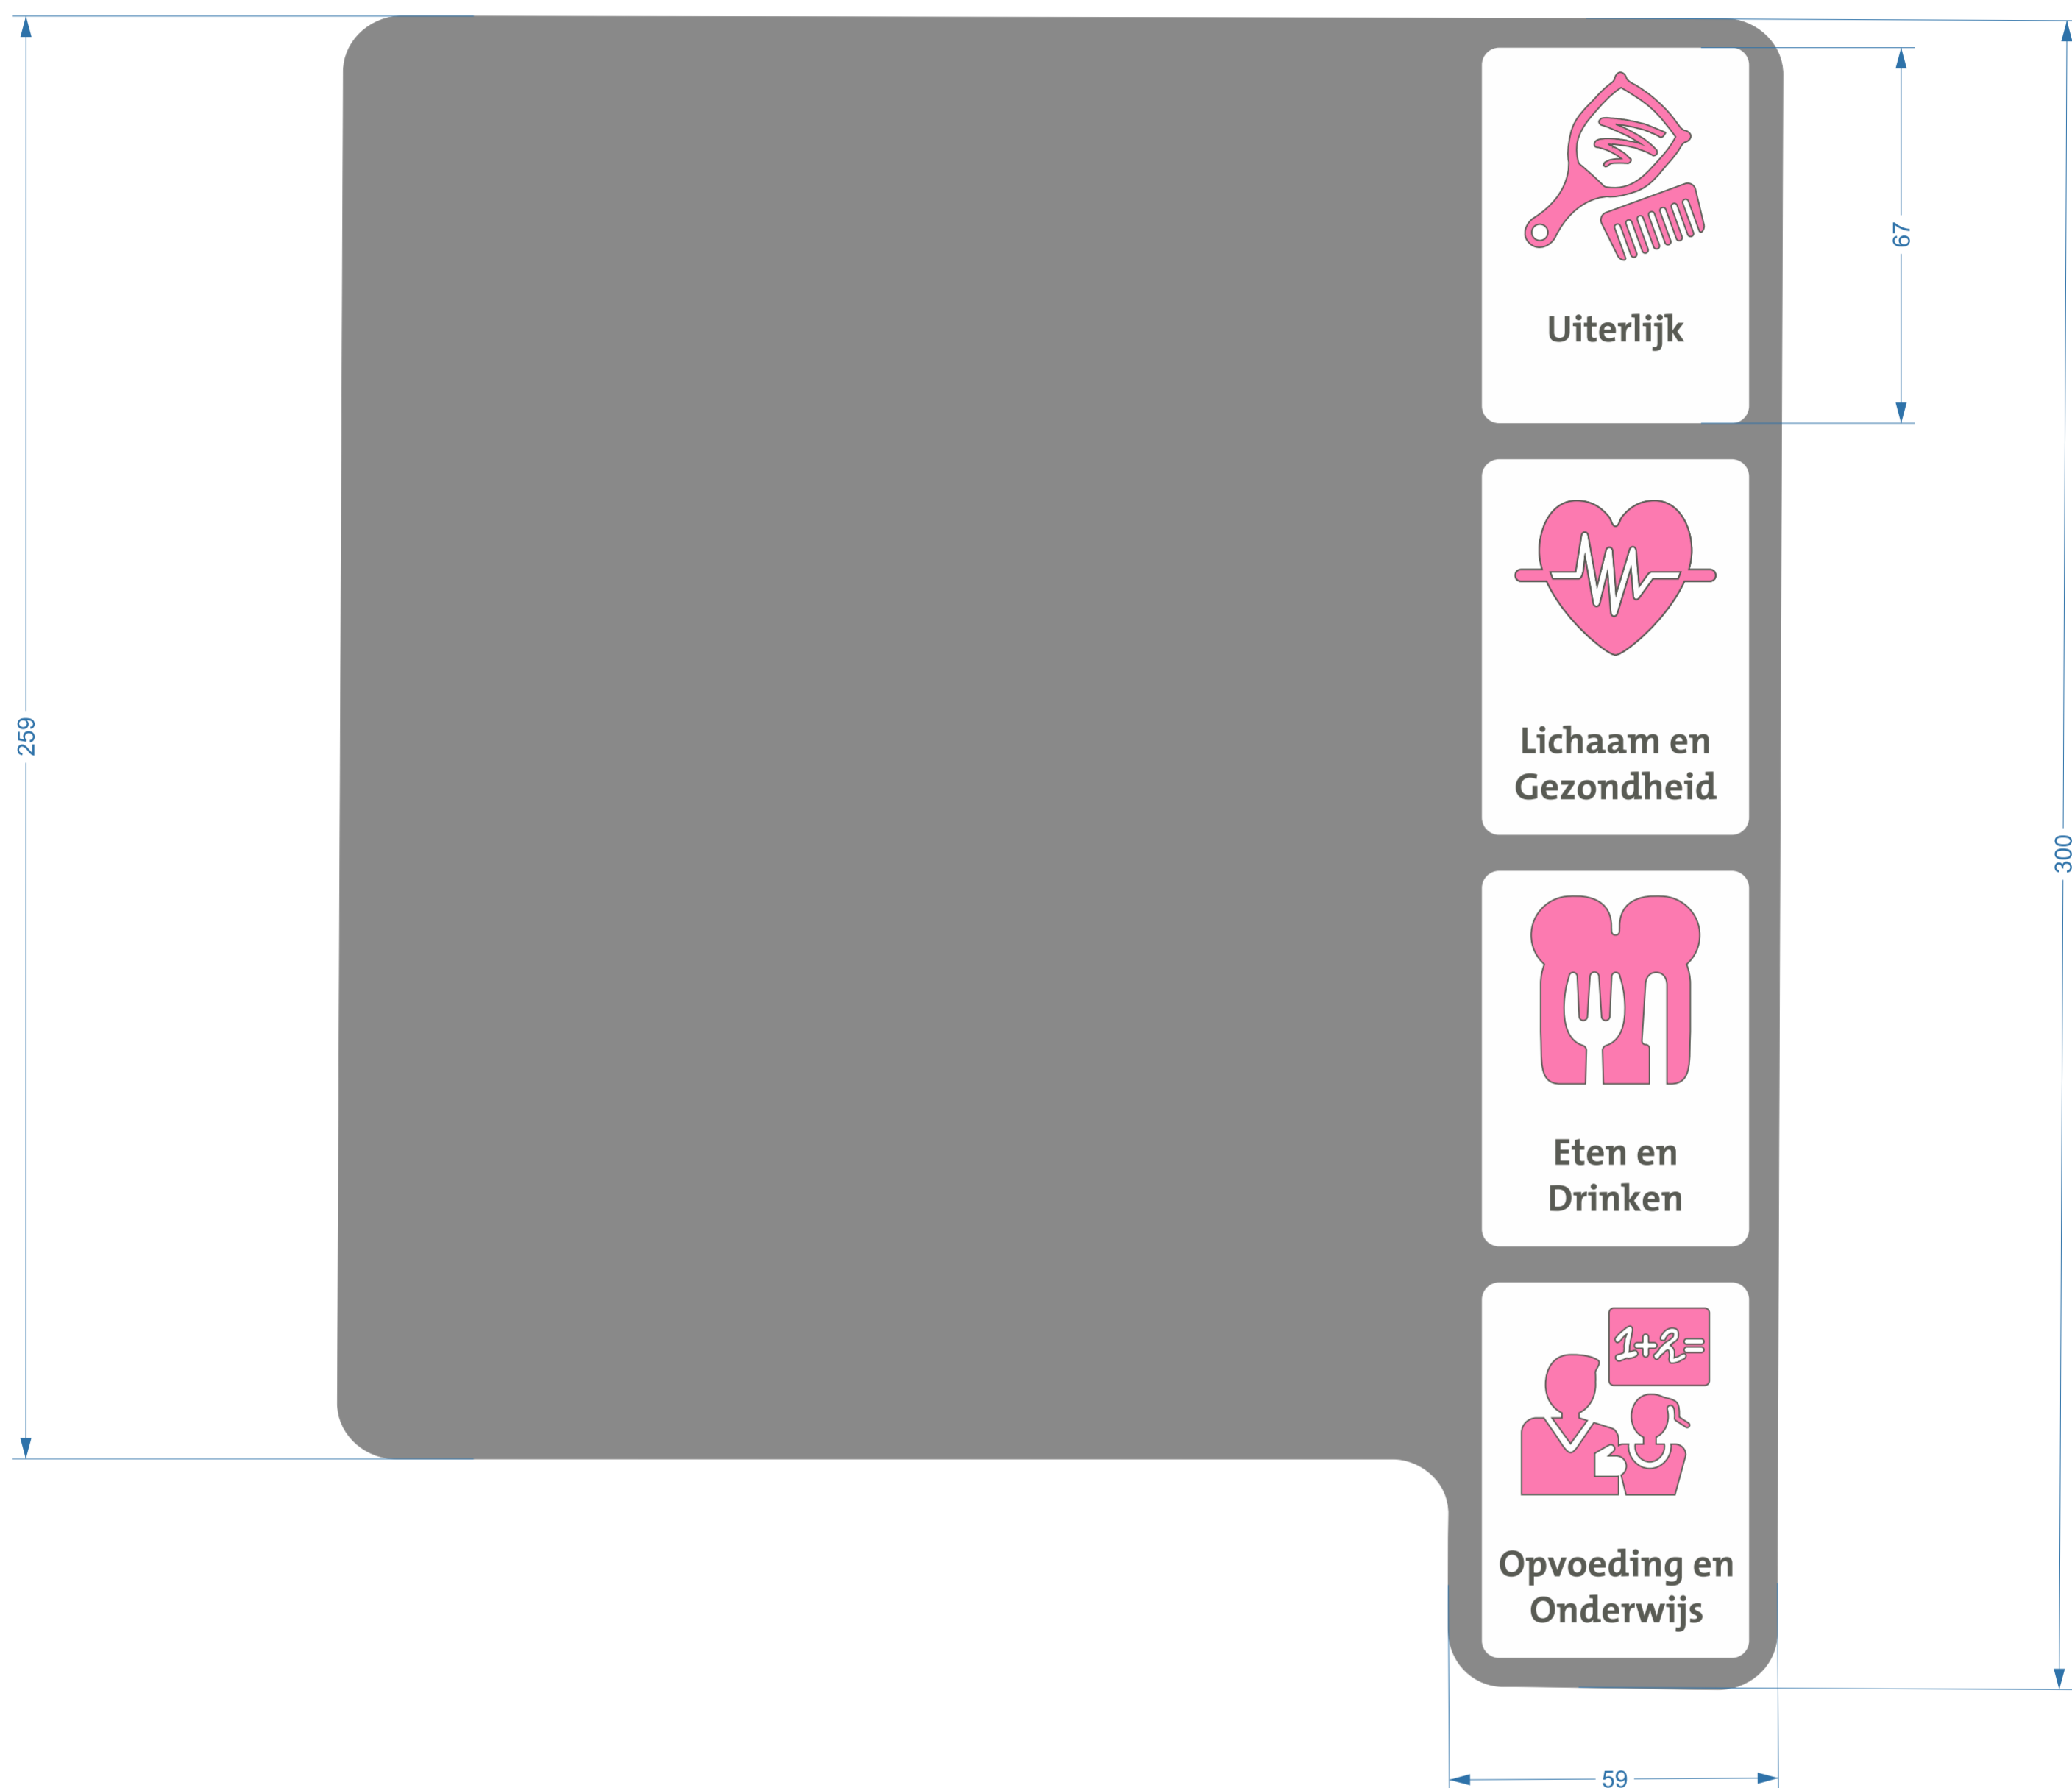 67
Uiterlijk
259
Lichaam en
Gezondheid
300
Eten en
Drinken
1+2=
Opvoeding en
Onderwijs
59